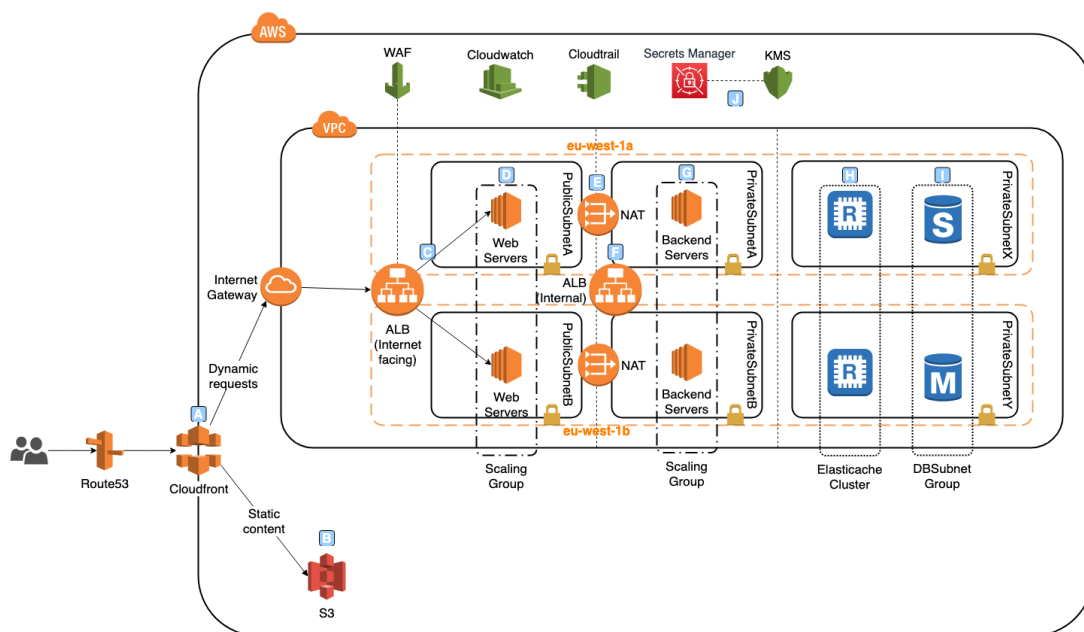 AWS
WAF
Cloudwatch
Cloudtrail
Secrets Manager
KMS
J
VPC
eu-west-1a
D
E
G
H
I
PublicSubnetA
PrivateSubnetA
PrivateSubnetX
NAT
R
S
Web
Servers
Backend
Servers
C
F
Internet
Gateway
ALB
(Internal)
ALB
(Internet
facing)
PublicSubnetB
PrivateSubnetB
PrivateSubnetY
NAT
R
M
Web
Servers
Backend
Servers
Dynamic
requests
eu-west-1b
A
Route53
Cloudfront
Scaling
Group
Scaling
Group
Elasticache
Cluster
DBSubnet
Group
Static
content
B
S3